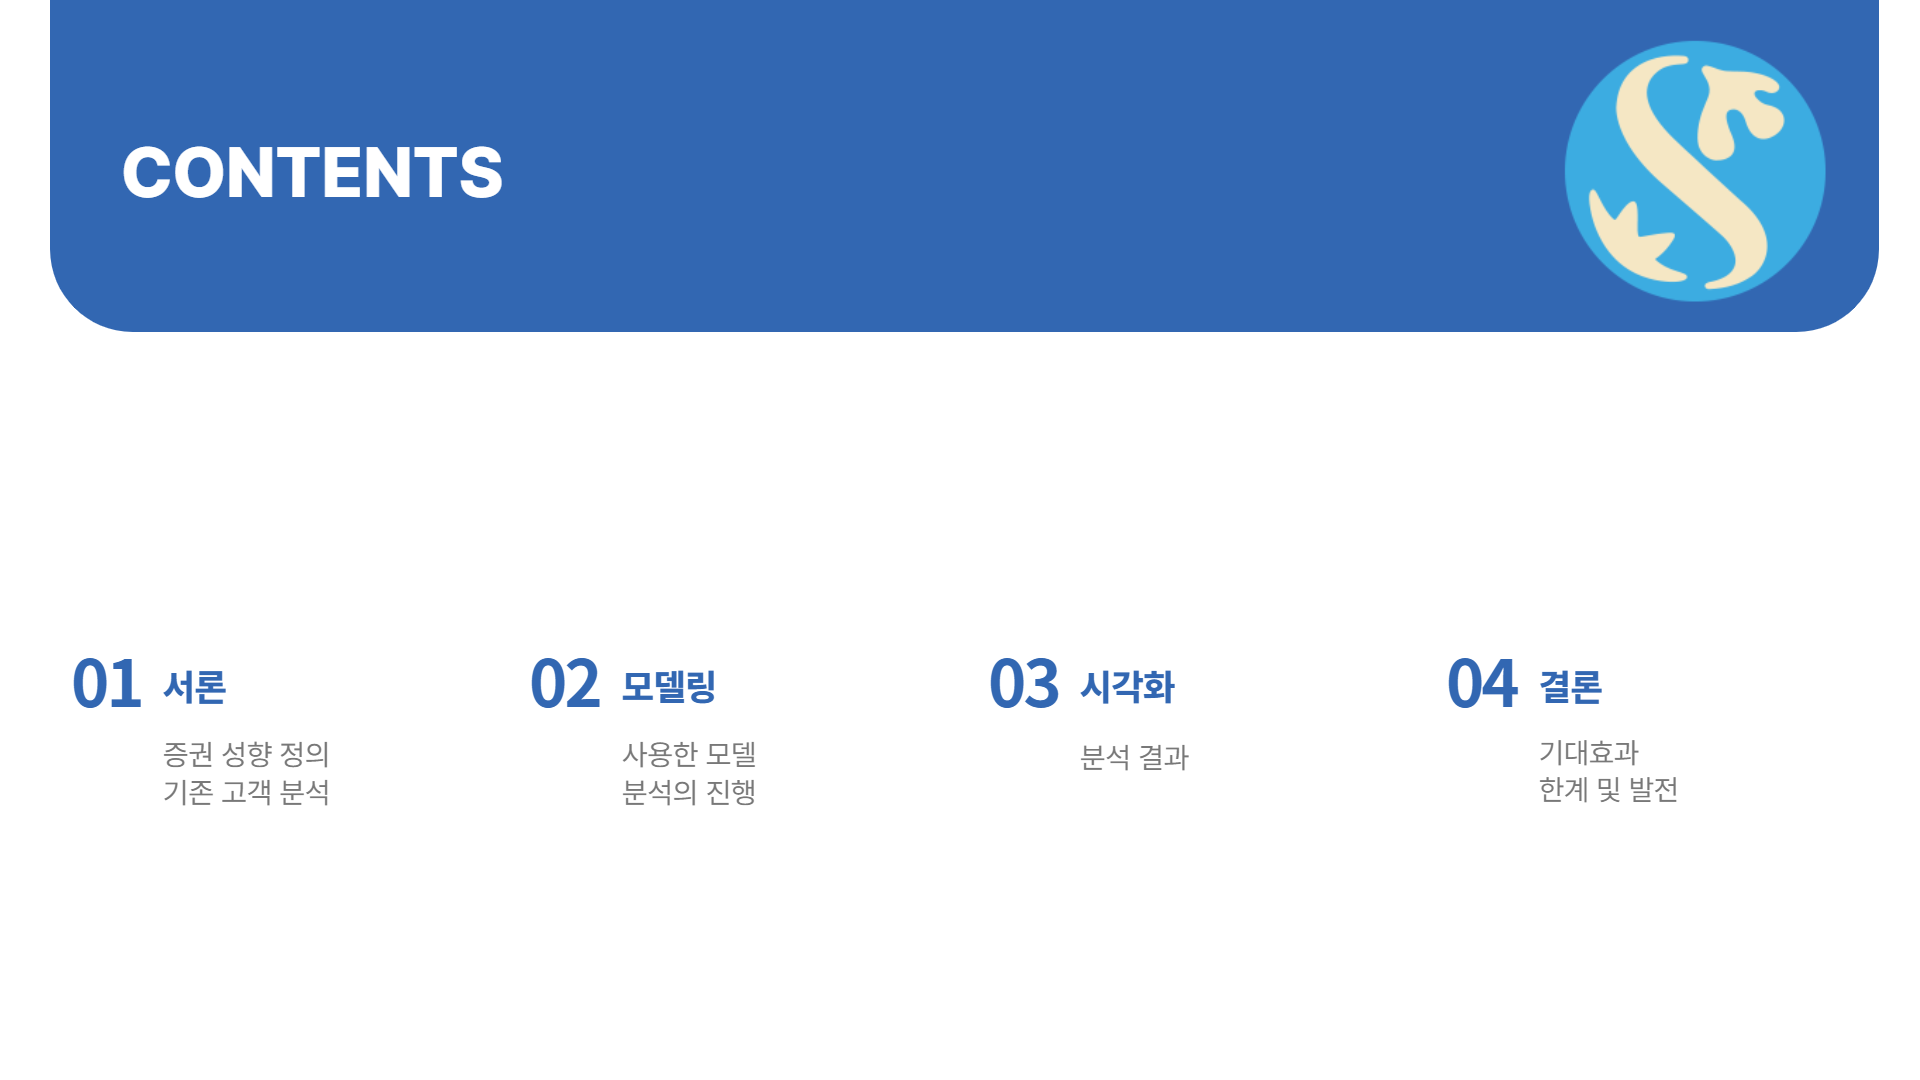 CONTENTS
01 서론
증권 성향 정의
기존 고객 분석
02 모델링
사용한 모델
분석의 진행
03 시각화
분석 결과
04 결론
기대효과
한계 및 발전